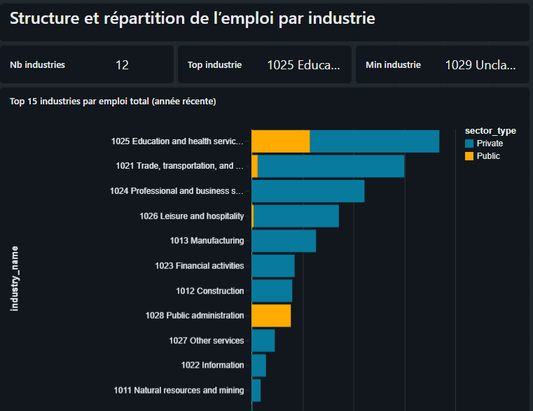 Structure et répartition de l'emploi par industrie
Nb industries 12 Top industrie 1025 Educa... Min industrie 1029 Uncla...
Top 15 industries par emploi total (année récente)
sector_type
Private
Public
1025 Education and health servic...
1021 Trade, transportation, and ...
1024 Professional and business s...
1026 Leisure and hospitality
1013 Manufacturing
1023 Financial activities
1012 Construction
1028 Public administration
1027 Other services
1022 Information
1011 Natural resources and mining
industry_name